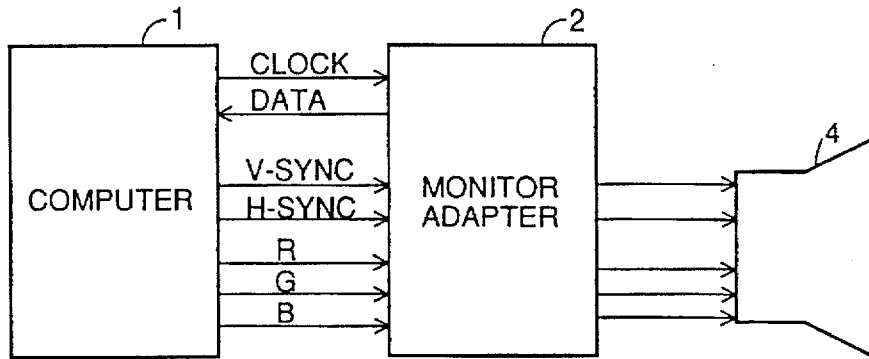 1
2
CLOCK
DATA
4
V-SYNC
COMPUTER
MONITOR
ADAPTER
H-SYNC
R
G
B